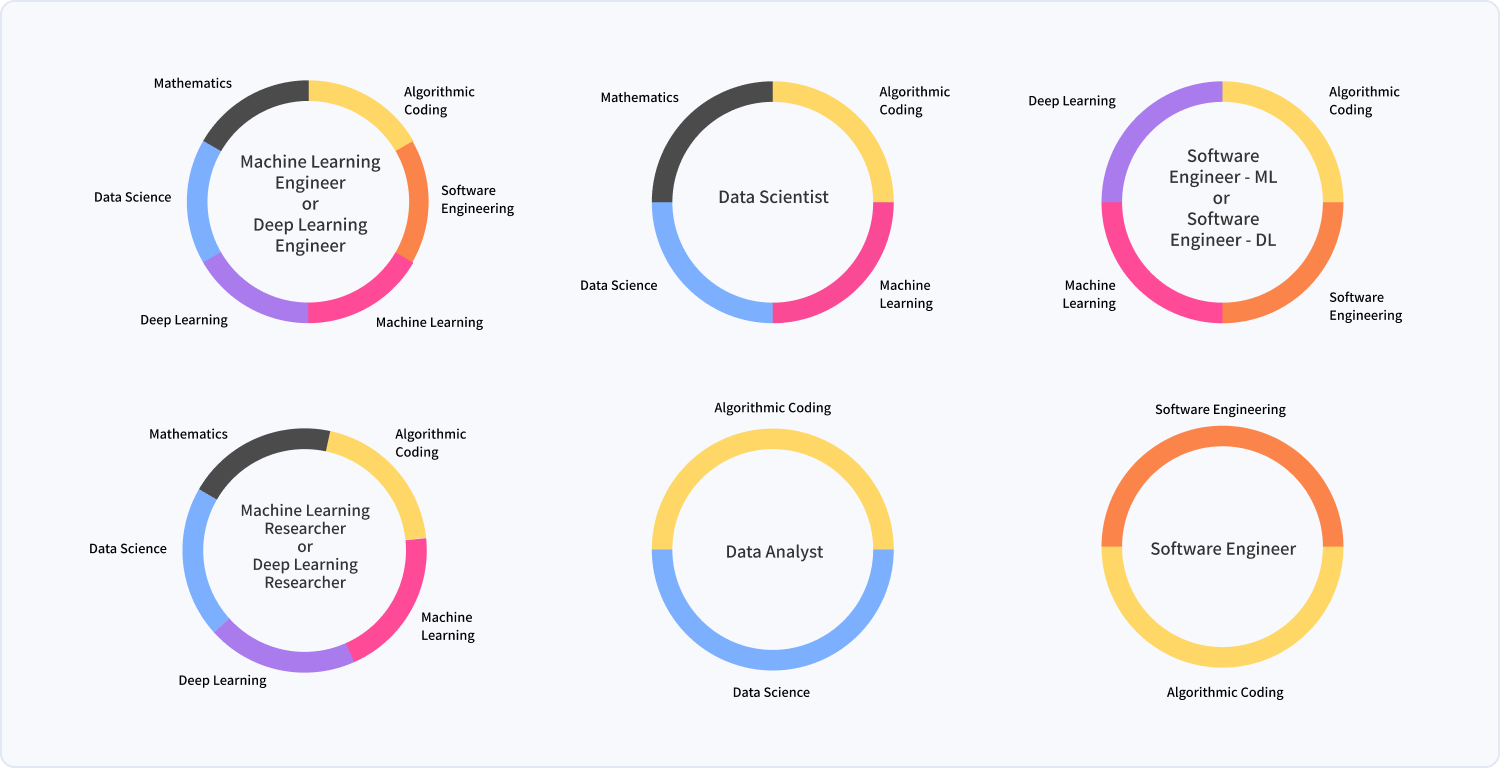 Mathematics
Algorithmic
Coding
Machine Learning
Engineer
or
Deep Learning
Engineer
Data Science
Software
Engineering
Deep Learning
Machine Learning
Mathematics
Algorithmic
Coding
Data Scientist
Data Science
Machine
Learning
Deep Learning
Algorithmic
Coding
Software
Engineer - ML
or
Software
Engineer - DL
Machine
Learning
Software
Engineering
Mathematics
Algorithmic
Coding
Machine Learning
Researcher
or
Deep Learning
Researcher
Data Science
Machine
Learning
Deep Learning
Algorithmic Coding
Data Analyst
Data Science
Software Engineering
Software Engineer
Algorithmic Coding